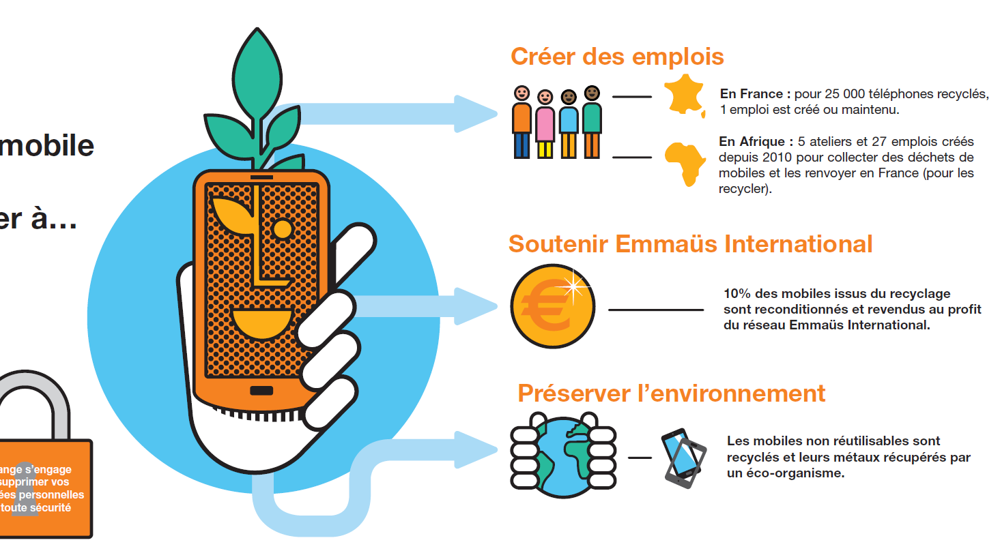 mobile
er à...
ange s'engage
supprimer vos
ées personnelles
toute sécurité
Créer des emplois
En France : pour 25 000 téléphones recyclés,
1 emploi est créé ou maintenu.
En Afrique : 5 ateliers et 27 emplois créés
depuis 2010 pour collecter des déchets de
mobiles et les renvoyer en France (pour les
recycler).
Soutenir Emmaüs International
€
10% des mobiles issus du recyclage
sont reconditionnés et revendus au profit
du réseau Emmaüs International.
Préserver l'environnement
Les mobiles non réutilisables sont
recyclés et leurs métaux récupérés par
un éco-organisme.